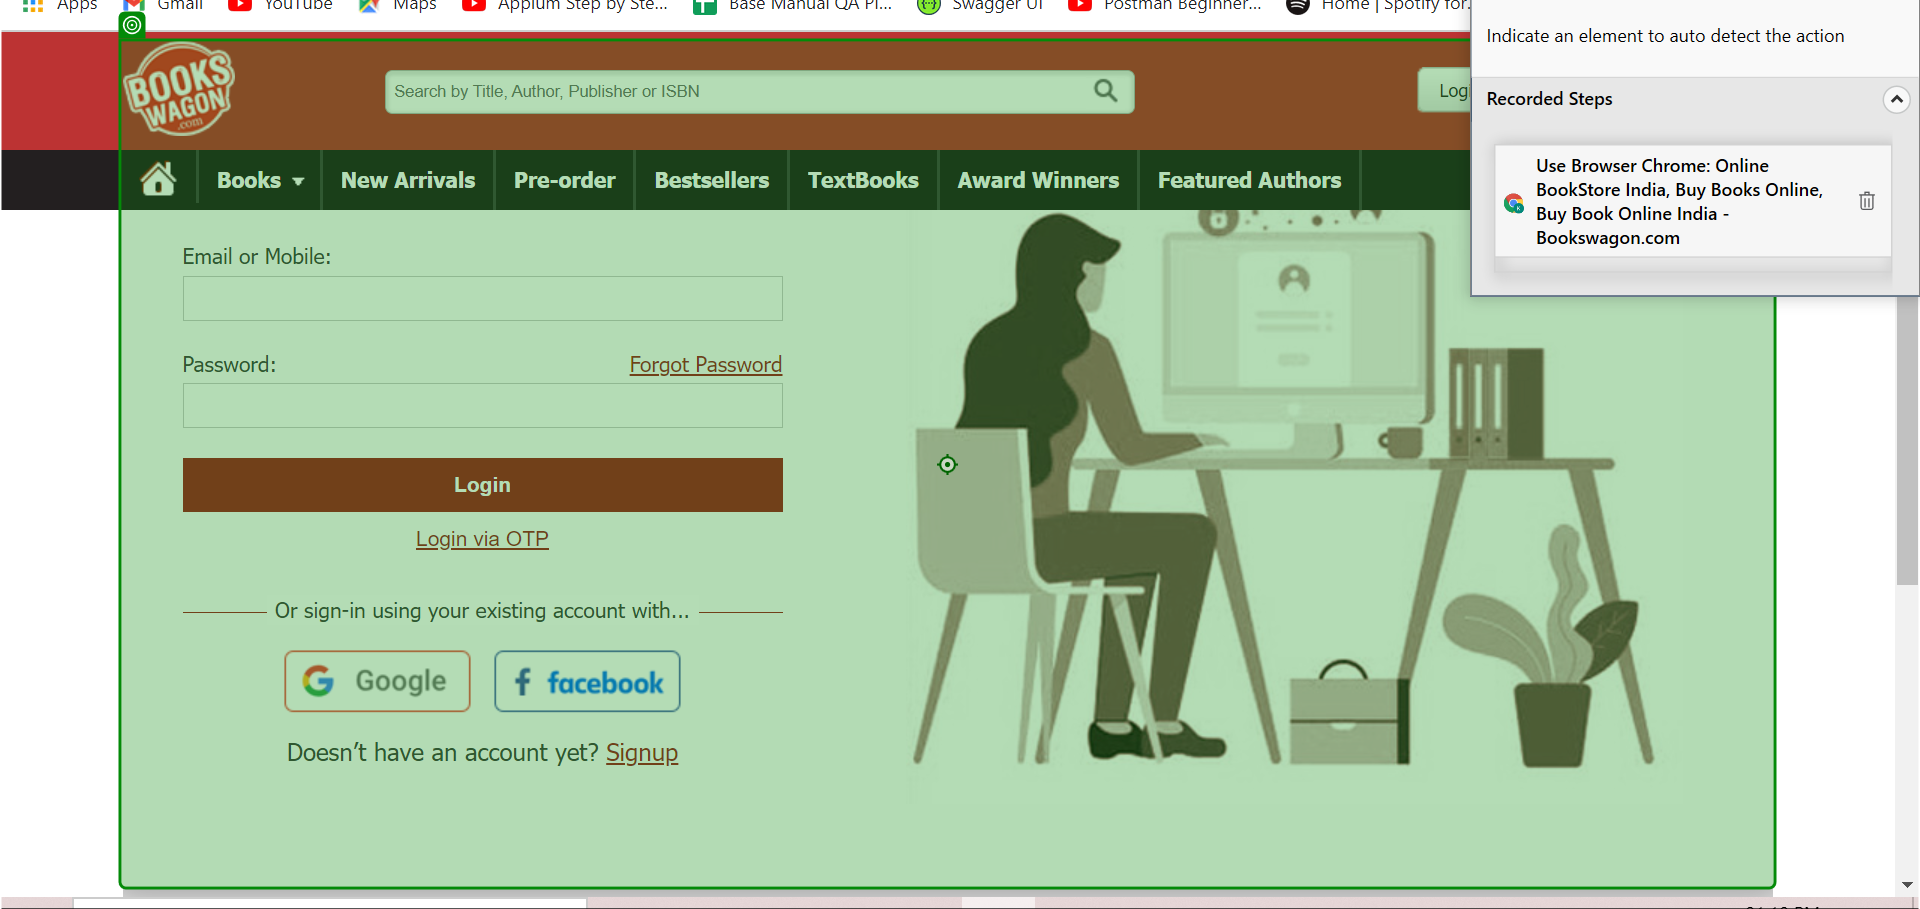 Apps Gmail YouTube Maps Appium Step by Ste... Base Manual QA Pl... Swagger UI Postman Beginner... Home | Spotify for...
Indicate an element to auto detect the action
Recorded Steps
Use Browser Chrome: Online
BookStore India, Buy Books Online,
Buy Book Online India -
Bookswagon.com
BOOKS
WAGON
.com
Search by Title, Author, Publisher or ISBN
Logi
Books New Arrivals Pre-order Bestsellers TextBooks Award Winners Featured Authors
Email or Mobile:
Password: Forgot Password
Login
Login via OTP
Or sign-in using your existing account with...
Google facebook
Doesn’t have an account yet? Signup